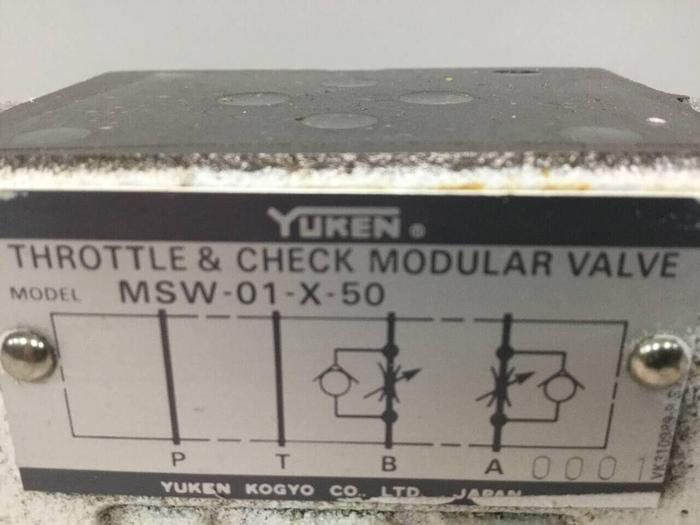 YUKEN ®
THROTTLE & CHECK MODULAR VALVE
MODEL MSW-01-X-50
P T B A 0001
YUKEN KOGYO CO., LTD. JAPAN